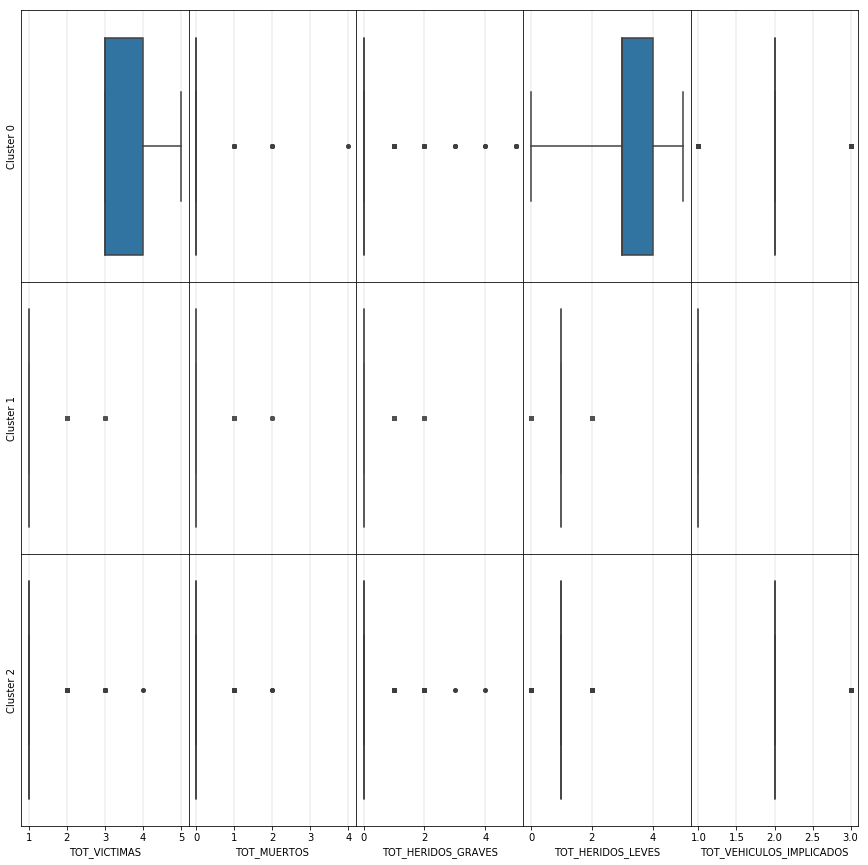 Cluster 0
Cluster 1
Cluster 2
1 2 3 4 5 0 1 2 3 4 0 2 4 0 2 4 1.0 1.5 2.0 2.5 3.0
TOT_VICTIMAS TOT_MUERTOS TOT_HERIDOS_GRAVES TOT_HERIDOS_LEVES TOT_VEHICULOS_IMPLICADOS